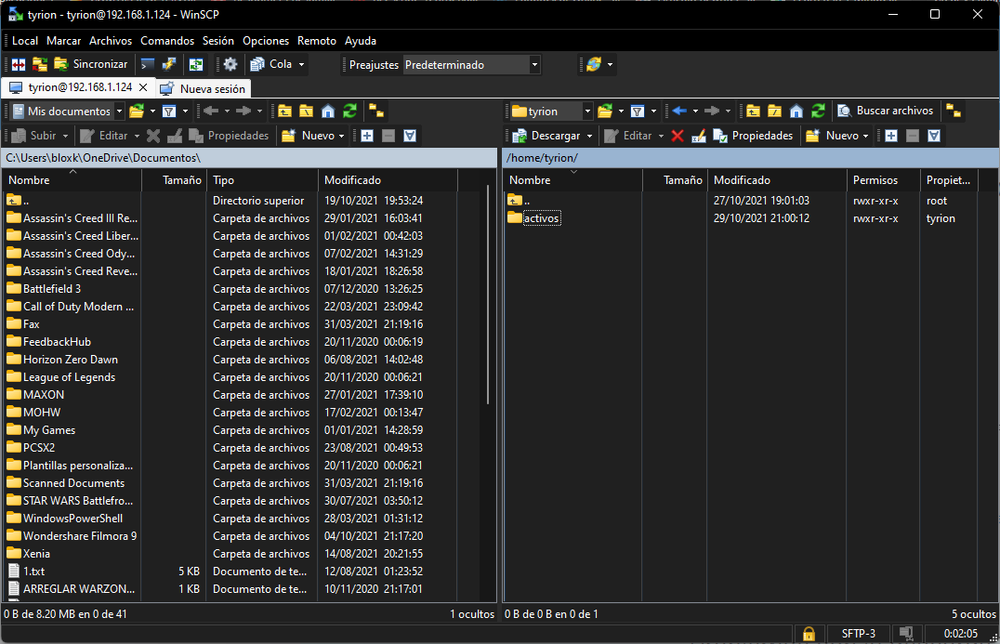 tyrion - tyrion@192.168.1.124 - WinSCP
Local Marcar Archivos Comandos Sesión Opciones Remoto Ayuda
Sincronizar Cola Preajustes Predeterminado
tyrion@192.168.1.124 Nueva sesión
Mis documentos
Subir Editar Propiedades Nuevo
C:\Users\bloxk\OneDrive\Documentos\
Nombre Tamaño Tipo Modificado
.. Directorio superior 19/10/2021 19:53:24
Assassin's Creed III Re... Carpeta de archivos 29/01/2021 16:03:41
Assassin's Creed Liber... Carpeta de archivos 01/02/2021 00:42:03
Assassin's Creed Ody... Carpeta de archivos 07/02/2021 14:31:29
Assassin's Creed Reve... Carpeta de archivos 18/01/2021 18:26:58
Battlefield 3 Carpeta de archivos 07/12/2020 13:26:25
Call of Duty Modern ... Carpeta de archivos 22/03/2021 23:09:42
Fax Carpeta de archivos 31/03/2021 21:19:16
FeedbackHub Carpeta de archivos 20/11/2020 00:06:19
Horizon Zero Dawn Carpeta de archivos 06/08/2021 14:02:48
League of Legends Carpeta de archivos 20/11/2020 00:06:21
MAXON Carpeta de archivos 27/01/2021 17:39:10
MOHW Carpeta de archivos 17/02/2021 00:13:47
My Games Carpeta de archivos 01/01/2021 14:28:59
PCSX2 Carpeta de archivos 23/08/2021 00:49:53
Plantillas personaliza... Carpeta de archivos 20/11/2020 00:06:21
Scanned Documents Carpeta de archivos 31/03/2021 21:19:16
STAR WARS Battlefro... Carpeta de archivos 30/07/2021 03:50:12
WindowsPowerShell Carpeta de archivos 28/03/2021 01:31:12
Wondershare Filmora 9 Carpeta de archivos 04/10/2021 21:17:20
Xenia Carpeta de archivos 14/08/2021 20:21:55
1.txt 5 KB Documento de te... 12/08/2021 01:23:52
ARREGLAR WARZON... 1 KB Documento de te... 10/11/2020 21:17:01
0 B de 8.20 MB en 0 de 41 1 ocultos
tyrion Buscar archivos
Descargar Editar Propiedades Nuevo
/home/tyrion/
Nombre Tamaño Modificado Permisos Propiet...
.. 27/10/2021 19:01:03 rwxr-xr-x root
activos 29/10/2021 21:00:12 rwxr-xr-x tyrion
0 B de 0 B en 0 de 1 5 ocultos
SFTP-3 0:02:05